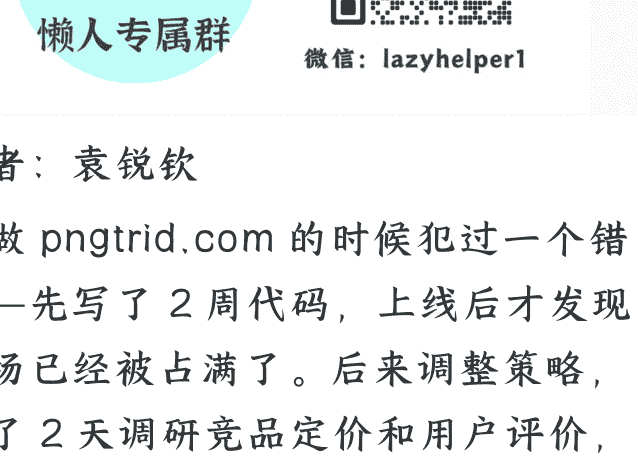 懒人专属群
微信：lazyhelper1
者：袁锐钦
做 pngtrid.com 的时候犯过一个错
—先写了 2 周代码，上线后才发现
场已经被占满了。后来调整策略，
了 2 天调研竞品定价和用户评价，